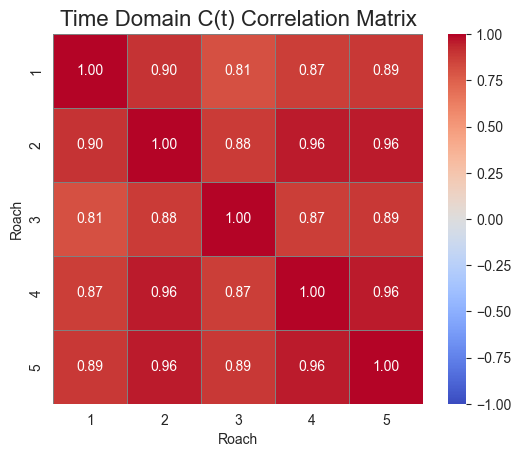 Time Domain C(t) Correlation Matrix
1.00 0.90 0.81 0.87 0.89
0.90 1.00 0.88 0.96 0.96
0.81 0.88 1.00 0.87 0.89
0.87 0.96 0.87 1.00 0.96
0.89 0.96 0.89 0.96 1.00
1
2
3
4
5
Roach
1 2 3 4 5
Roach
1.00
0.75
0.50
0.25
0.00
−0.25
−0.50
−0.75
−1.00